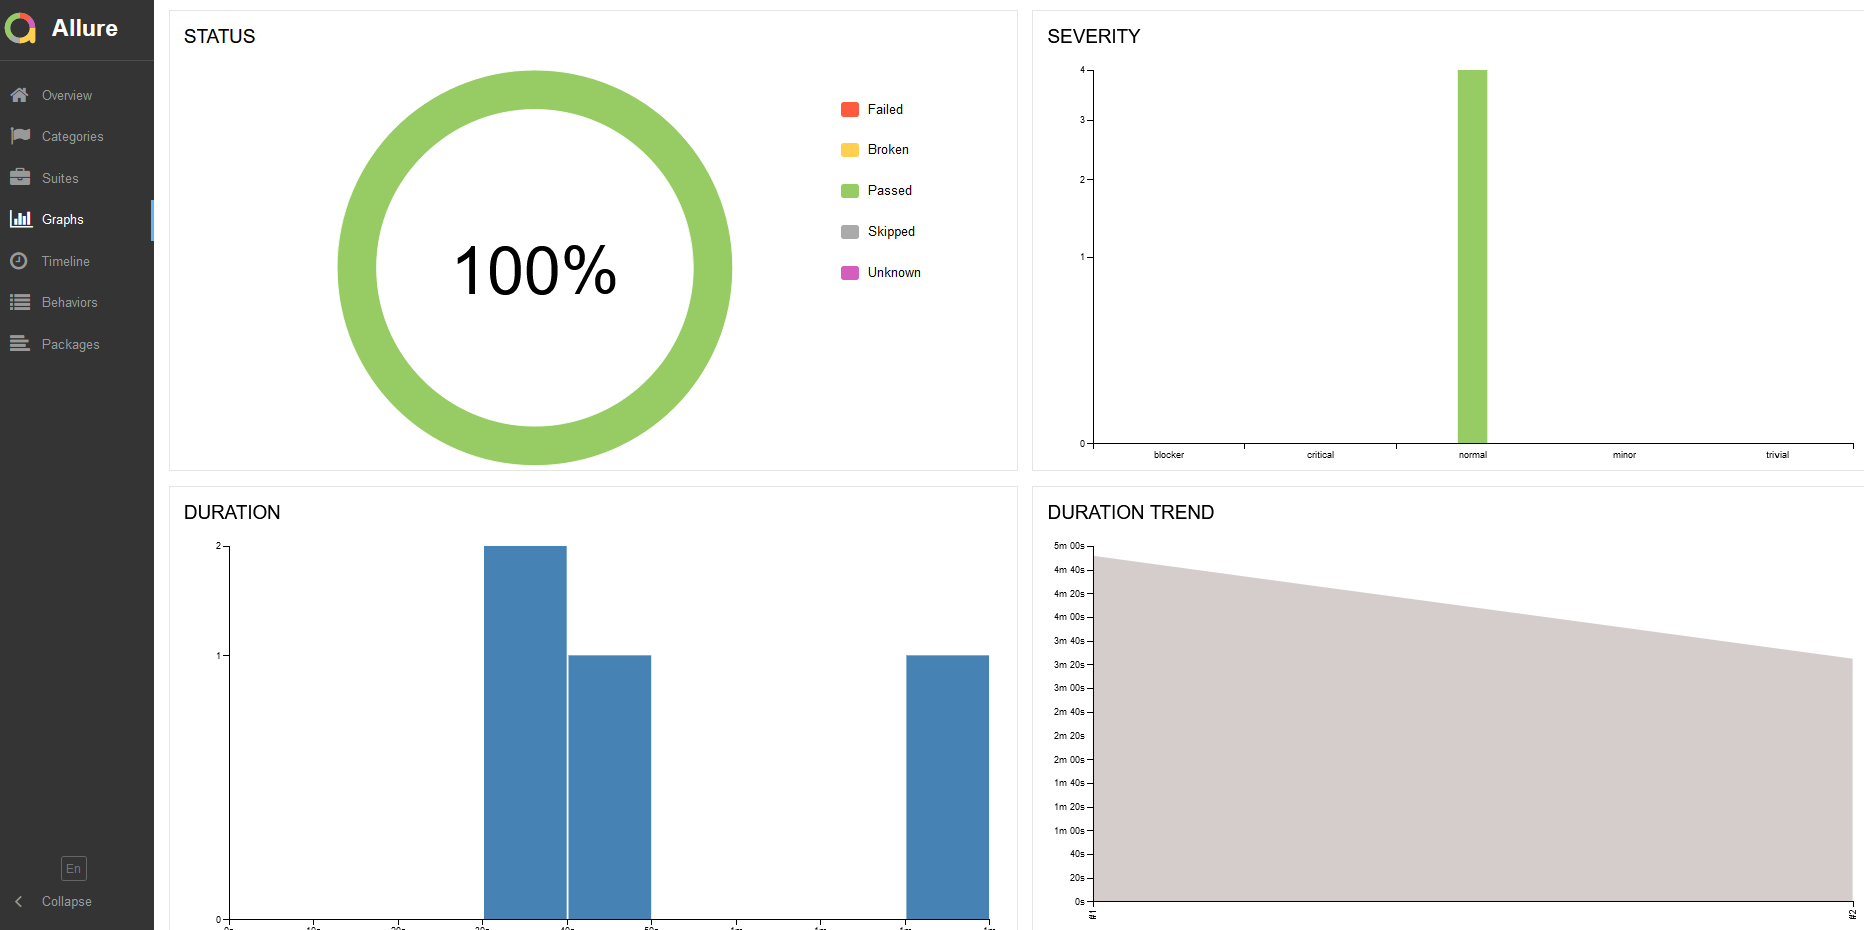 Allure
Overview
Categories
Suites
Graphs
Timeline
Behaviors
Packages
En
Collapse
STATUS
100%
Failed
Broken
Passed
Skipped
Unknown
SEVERITY
4
3
2
1
0
blocker critical normal minor trivial
DURATION
2
1
0
DURATION TREND
5m 00s
4m 40s
4m 20s
4m 00s
3m 40s
3m 20s
3m 00s
2m 40s
2m 20s
2m 00s
1m 40s
1m 20s
1m 00s
40s
20s
0s
#1 #2